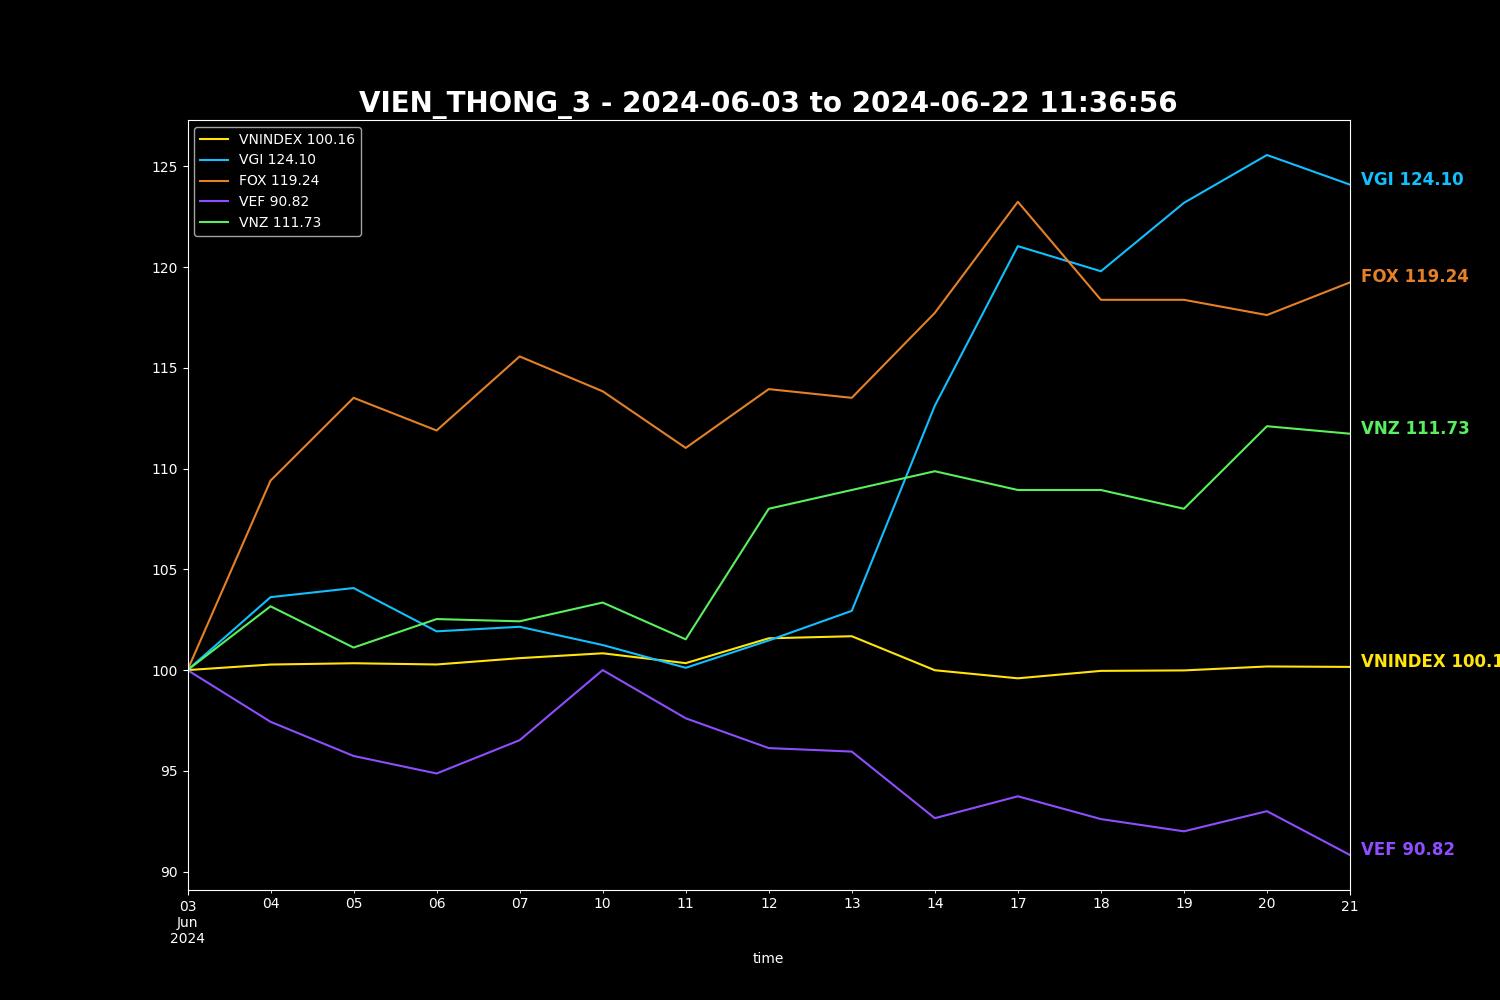 VIEN_THONG_3 - 2024-06-03 to 2024-06-22 11:36:56
VNINDEX 100.16
VGI 124.10
FOX 119.24
VEF 90.82
VNZ 111.73
125
120
115
110
105
100
95
90
VGI 124.10
FOX 119.24
VNZ 111.73
VNINDEX 100.1
VEF 90.82
03 04 05 06 07 10 11 12 13 14 17 18 19 20 21
Jun
2024
time